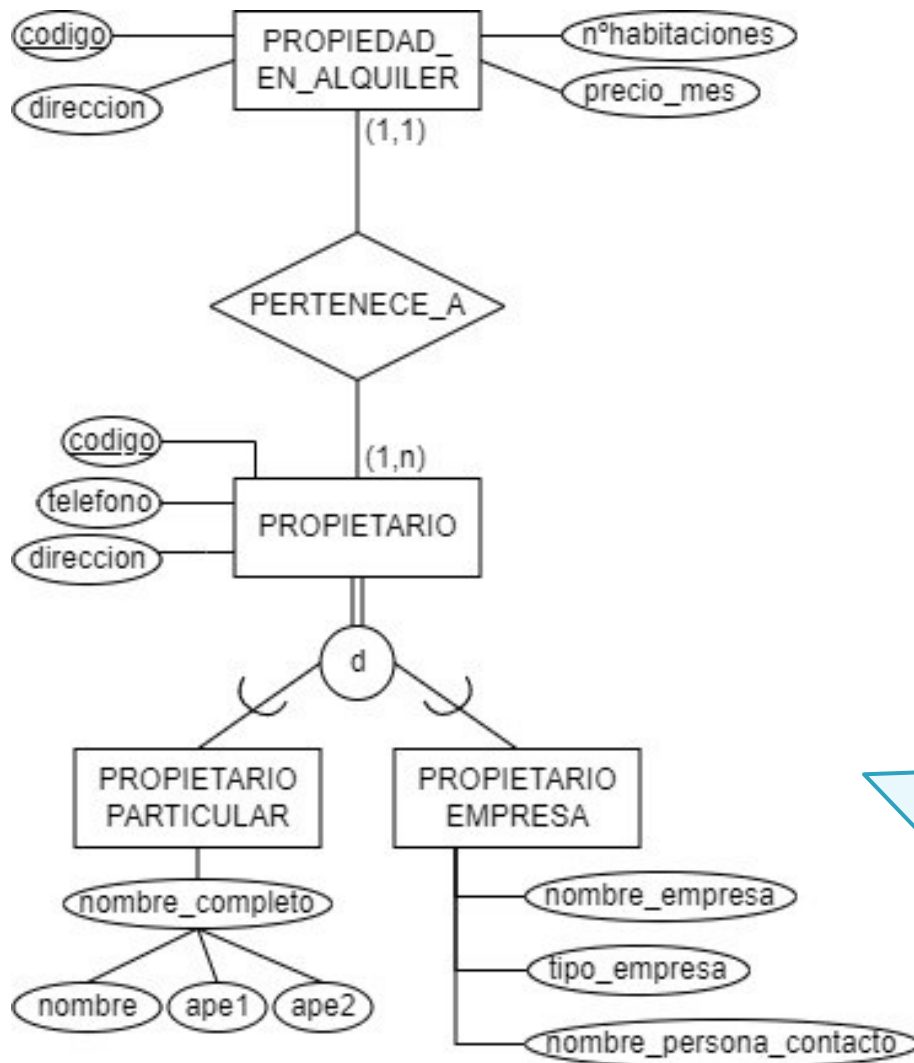 codigo
PROPIEDAD_
EN_ALQUILER
nºhabitaciones
direccion
precio_mes
(1,1)
PERTENECE_A
codigo
(1,n)
telefono
PROPIETARIO
direccion
d
PROPIETARIO
PARTICULAR
PROPIETARIO
EMPRESA
nombre_completo
nombre_empresa
tipo_empresa
nombre
ape1
ape2
nombre_persona_contacto